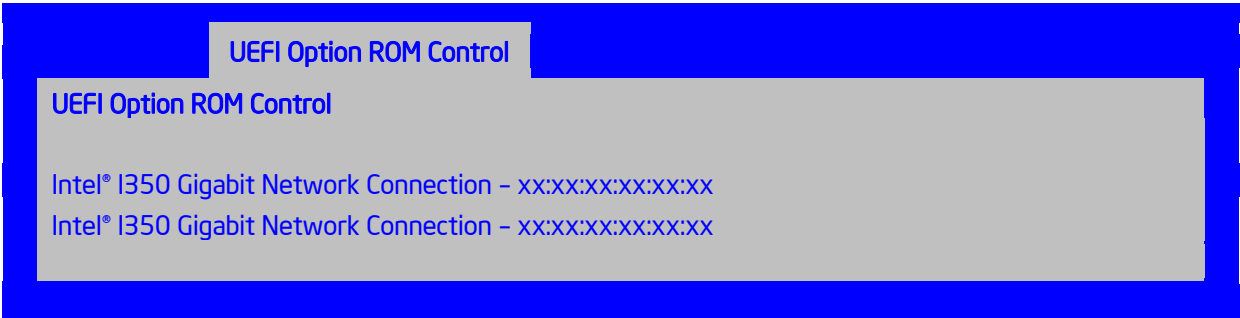 UEFI Option ROM Control
UEFI Option ROM Control
Intel® I350 Gigabit Network Connection – xx:xx:xx:xx:xx:xx
Intel® I350 Gigabit Network Connection – xx:xx:xx:xx:xx:xx